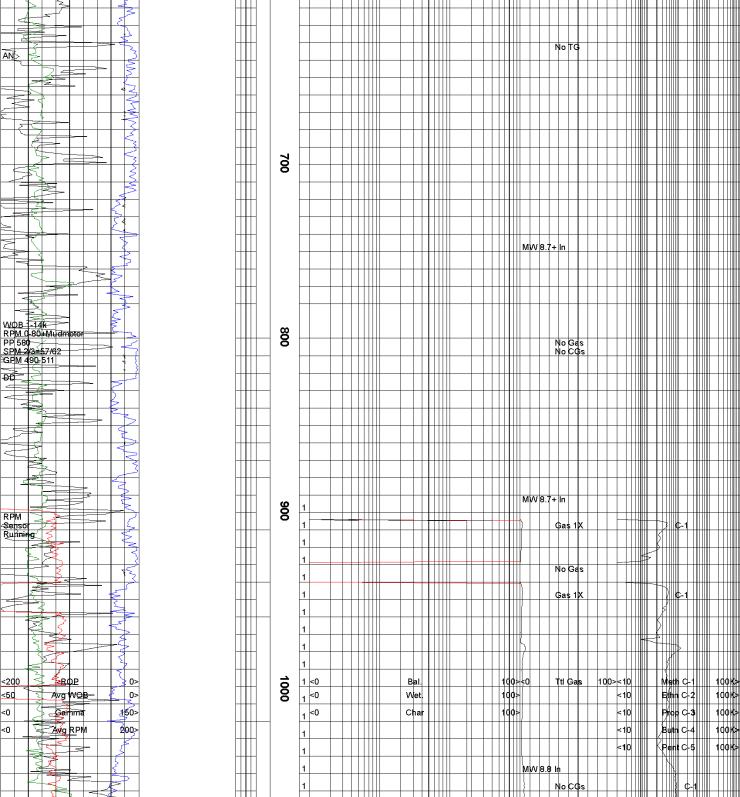 No TG
AN>
700
MW 8.7+ In
WOB 1-14k
RPM 0-80+Mudmotor
PP 580
SPM 2/3=57/62
GPM 490-511
DD
800
No Gas
No CGs
MW 8.7+ In
900
1
RPM
Sensor
Running
1 Gas 1X C-1
1
1 No Gas
1
1 Gas 1X C-1
1
1
1
1
<200 ROP 0> 1 <0 Bal. 100> <0 Ttl Gas 100> <10 Meth C-1 100K>
<50 Avg WOB 0> 1000 1 <0 Wet. 100> <10 Ethn C-2 100K>
<0 Gamma 150> 1 <0 Char 100> <10 Prop C-3 100K>
<0 Avg RPM 200> 1 <10 Butn C-4 100K>
1 <10 Pent C-5 100K>
1 MW 8.8 In
1 No CGs C-1